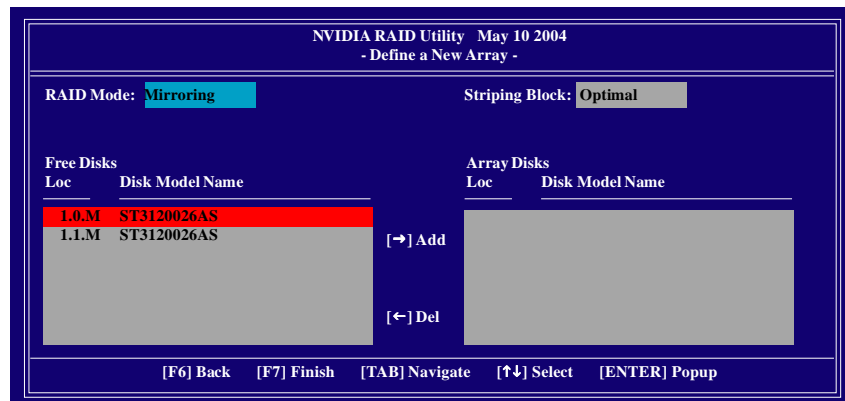 NVIDIA RAID Utility May 10 2004
- Define a New Array -
RAID Mode: Mirroring
Striping Block: Optimal
Free Disks
Loc Disk Model Name
1.0.M ST3120026AS
1.1.M ST3120026AS
[→] Add
[←] Del
Array Disks
Loc Disk Model Name
[F6] Back [F7] Finish [TAB] Navigate [↑↓] Select [ENTER] Popup